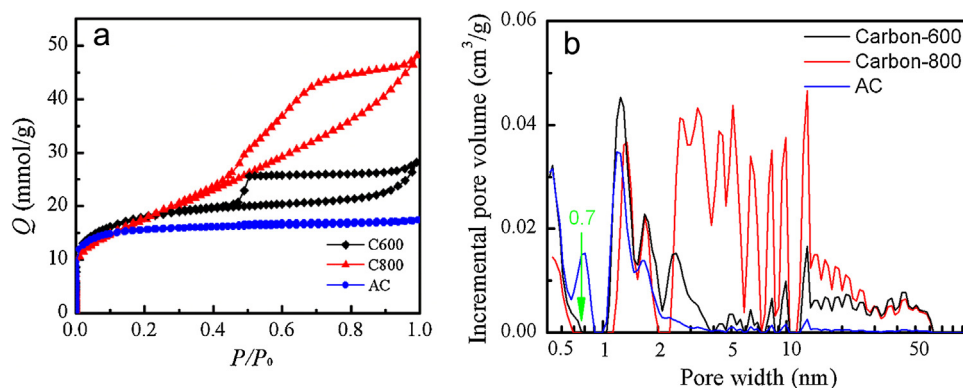 a
Q (mmol/g)
50
40
30
20
10
0
C600
C800
AC
0.0 0.2 0.4 0.6 0.8 1.0
P/P₀
b
Incremental pore volume (cm³/g)
0.06
0.04
0.02
0.00
Carbon-600
Carbon-800
AC
0.7
0.5 1 2 5 10 50
Pore width (nm)